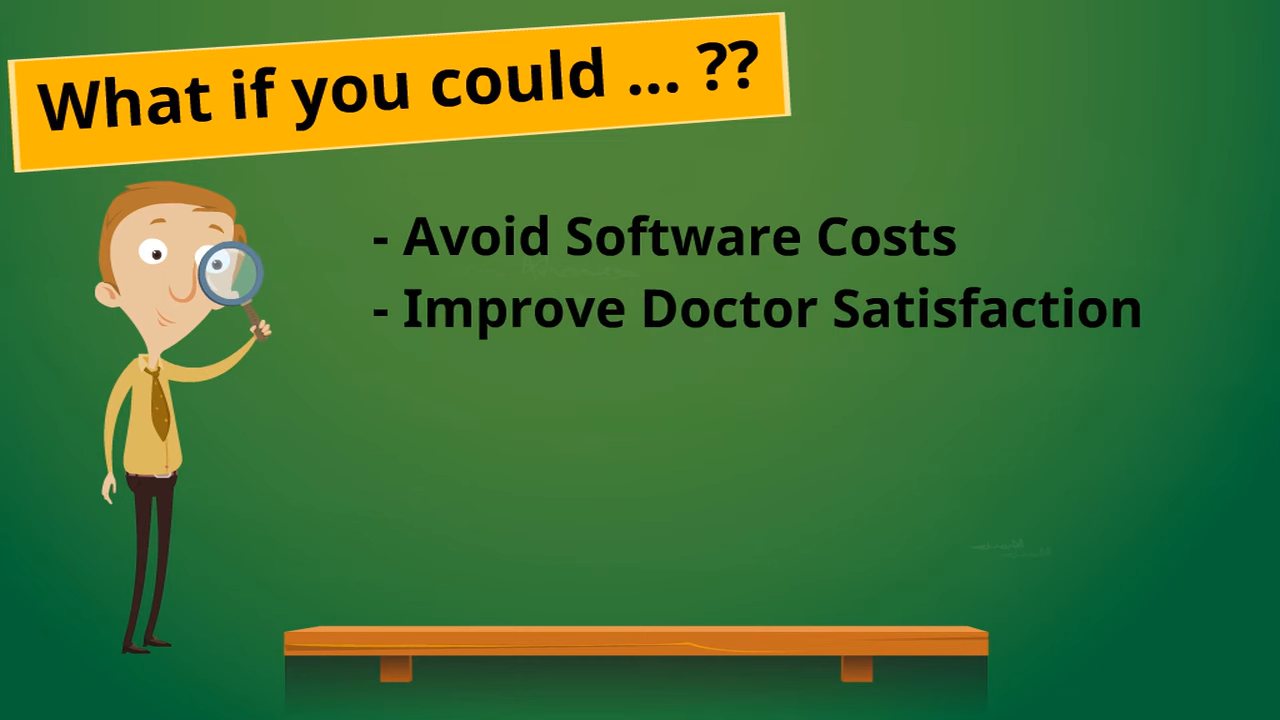 What if you could ... ??
- Avoid Software Costs
- Improve Doctor Satisfaction